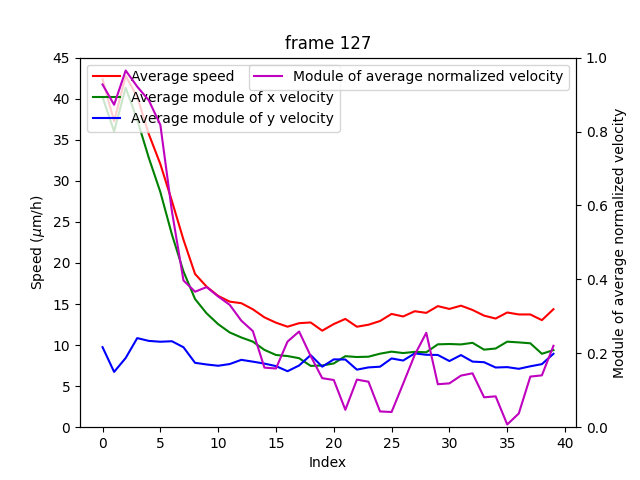 frame 127
Average speed
Average module of x velocity
Average module of y velocity
Module of average normalized velocity
Speed (μm/h)
45
40
35
30
25
20
15
10
5
0
1.0
0.8
0.6
0.4
0.2
0.0
Module of average normalized velocity
0 5 10 15 20 25 30 35 40
Index